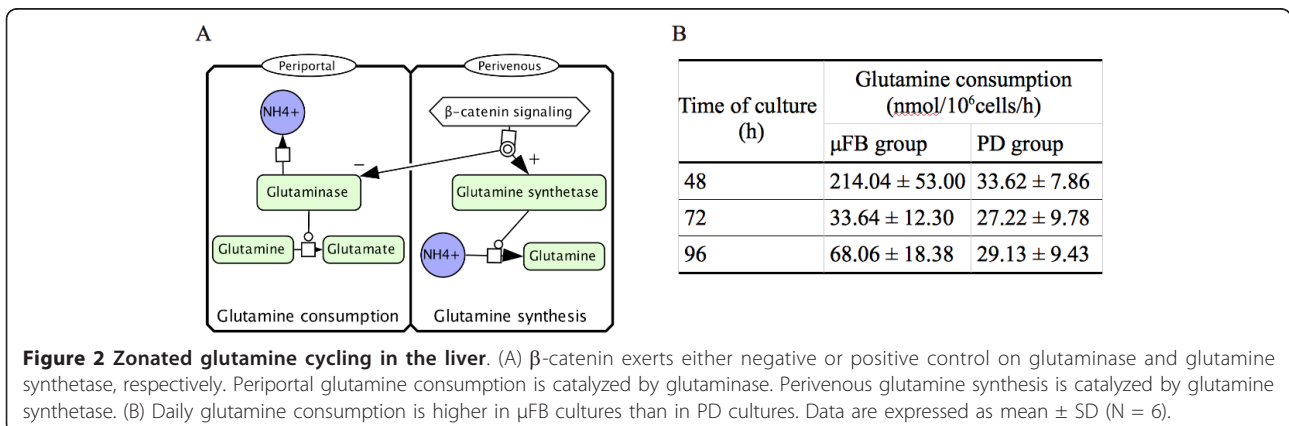 A
Periportal
Perivenous
NH4+
β-catenin signaling
−
+
Glutaminase
Glutamine synthetase
Glutamine
Glutamate
NH4+
Glutamine
Glutamine consumption
Glutamine synthesis
B
Time of culture
(h)
Glutamine consumption
(nmol/10⁶cells/h)
μFB group PD group
48 214.04 ± 53.00 33.62 ± 7.86
72 33.64 ± 12.30 27.22 ± 9.78
96 68.06 ± 18.38 29.13 ± 9.43
Figure 2 Zonated glutamine cycling in the liver. (A) β-catenin exerts either negative or positive control on glutaminase and glutamine
synthetase, respectively. Periportal glutamine consumption is catalyzed by glutaminase. Perivenous glutamine synthesis is catalyzed by glutamine
synthetase. (B) Daily glutamine consumption is higher in μFB cultures than in PD cultures. Data are expressed as mean ± SD (N = 6).